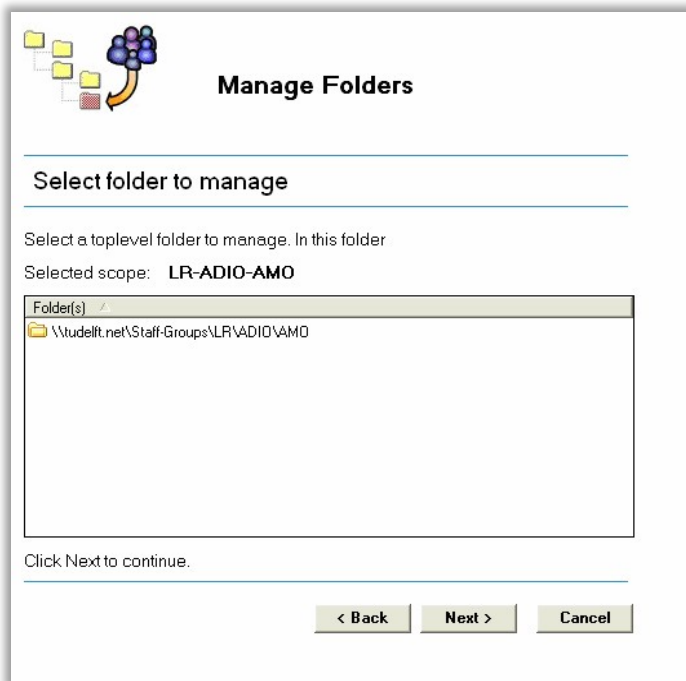 Manage Folders
Select folder to manage
Select a toplevel folder to manage. In this folder
Selected scope: LR-ADIO-AMO
Folder(s)
\\tudelft.net\Staff-Groups\LR\ADIO\AMO
Click Next to continue.
< Back Next > Cancel